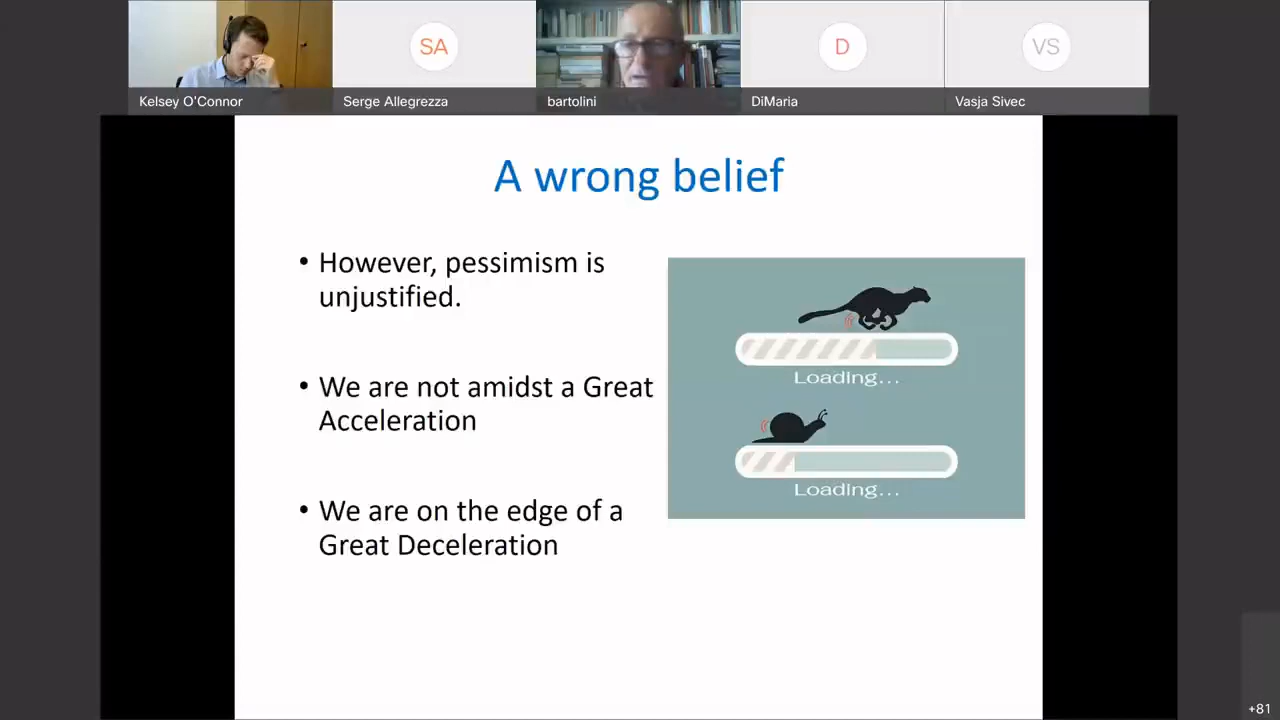 SA
D
VS
Kelsey O'Connor
Serge Allegrezza
bartolini
DiMaria
Vasja Sivec
A wrong belief
• However, pessimism is
unjustified.
• We are not amidst a Great
Acceleration
• We are on the edge of a
Great Deceleration
Loading...
Loading...
+81